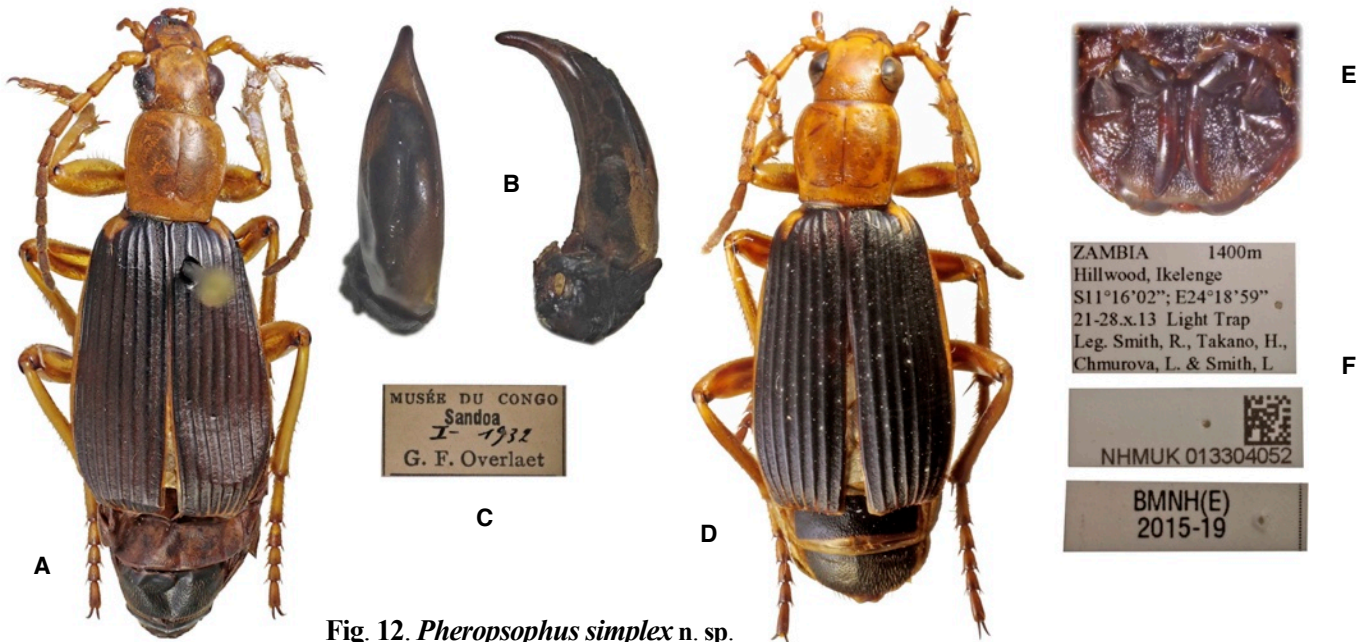 A
B
MUSÉE DU CONGO
Sandoa
I- 1932
G. F. Overlaet
C
D
E
ZAMBIA 1400m
Hillwood, Ikelenge
S11°16’02”; E24°18’59”
21-28.x.13 Light Trap
Leg. Smith, R., Takano, H.,
Chmurova, L. & Smith, L
F
NHMUK 013304052
BMNH(E)
2015-19
Fig. 12. Pheropsophus simplex n. sp.